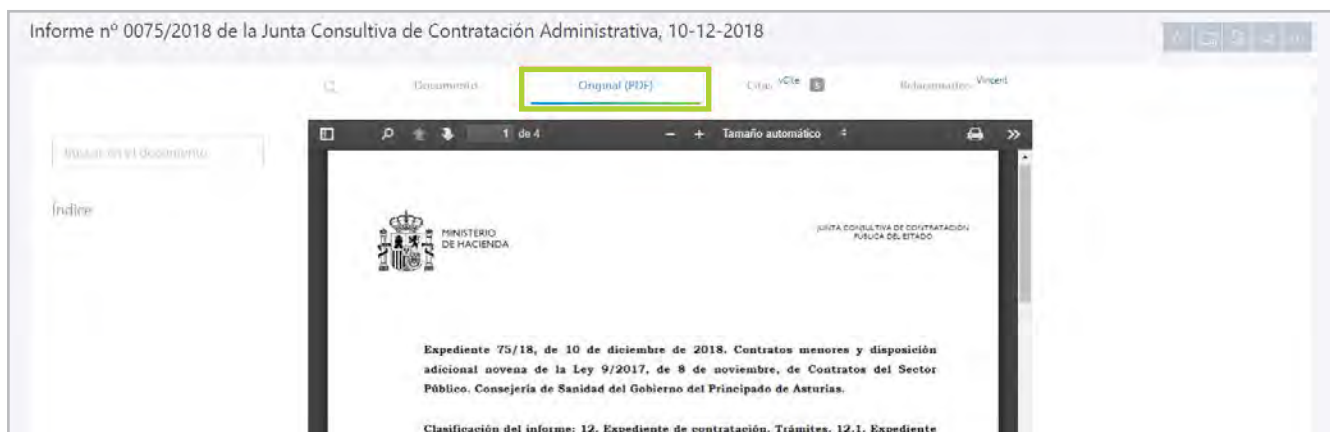 Informe nº 0075/2018 de la Junta Consultiva de Contratación Administrativa, 10-12-2018
Documento Original (PDF) Citas vCite 5 Relacionados Vincent
1 de 4 Tamaño automático
Buscar en el documento
Índice
MINISTERIO
DE HACIENDA
JUNTA CONSULTIVA DE CONTRATACIÓN
PÚBLICA DEL ESTADO
Expediente 75/18, de 10 de diciembre de 2018. Contratos menores y disposición
adicional novena de la Ley 9/2017, de 8 de noviembre, de Contratos del Sector
Público. Consejería de Sanidad del Gobierno del Principado de Asturias.
Clasificación del informe: 12. Expediente de contratación. Trámites. 12.1. Expediente